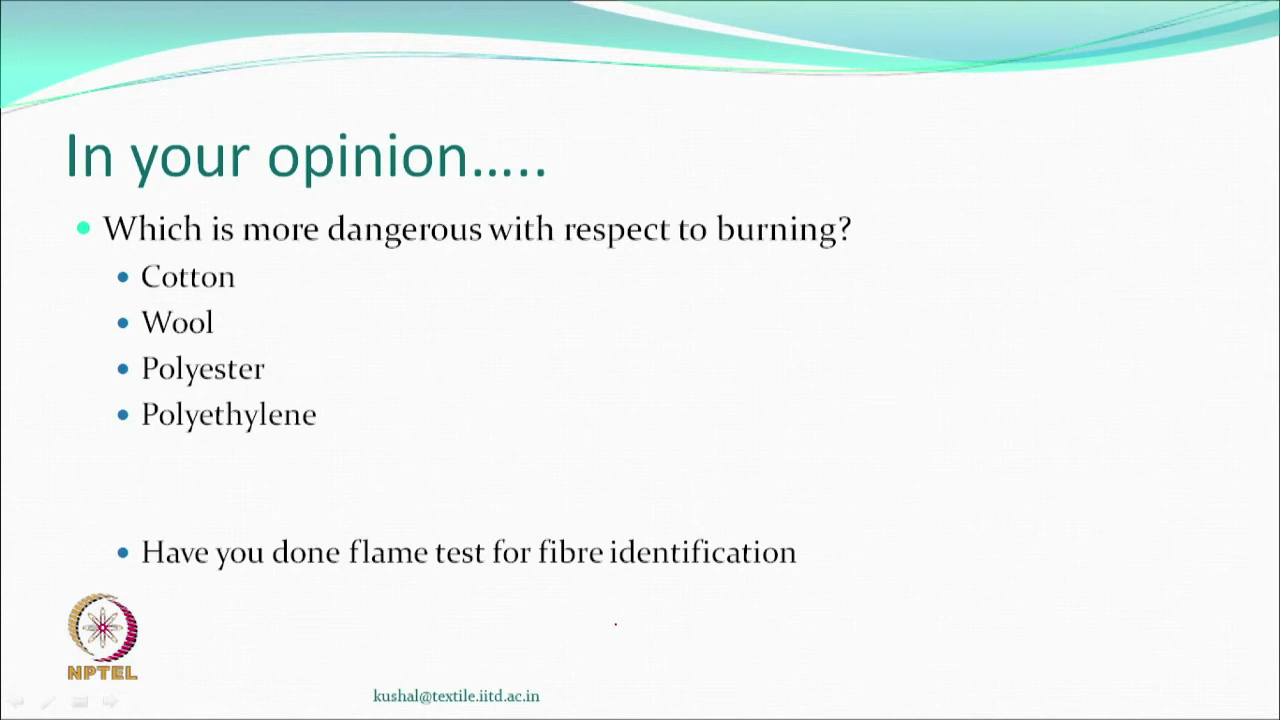 In your opinion.....
Which is more dangerous with respect to burning?
Cotton
Wool
Polyester
Polyethylene
Have you done flame test for fibre identification
NPTEL
kushal@textile.iitd.ac.in